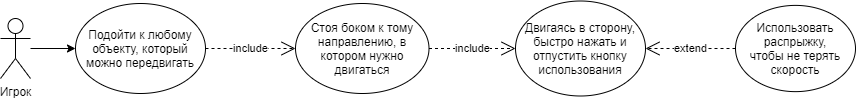 Игрок
Подойти к любому
объекту, который
можно передвигать
include
Стоя боком к тому
направлению, в
котором нужно
двигаться
include
Двигаясь в сторону,
быстро нажать и
отпустить кнопку
использования
extend
Использовать
распрыжку,
чтобы не терять
скорость